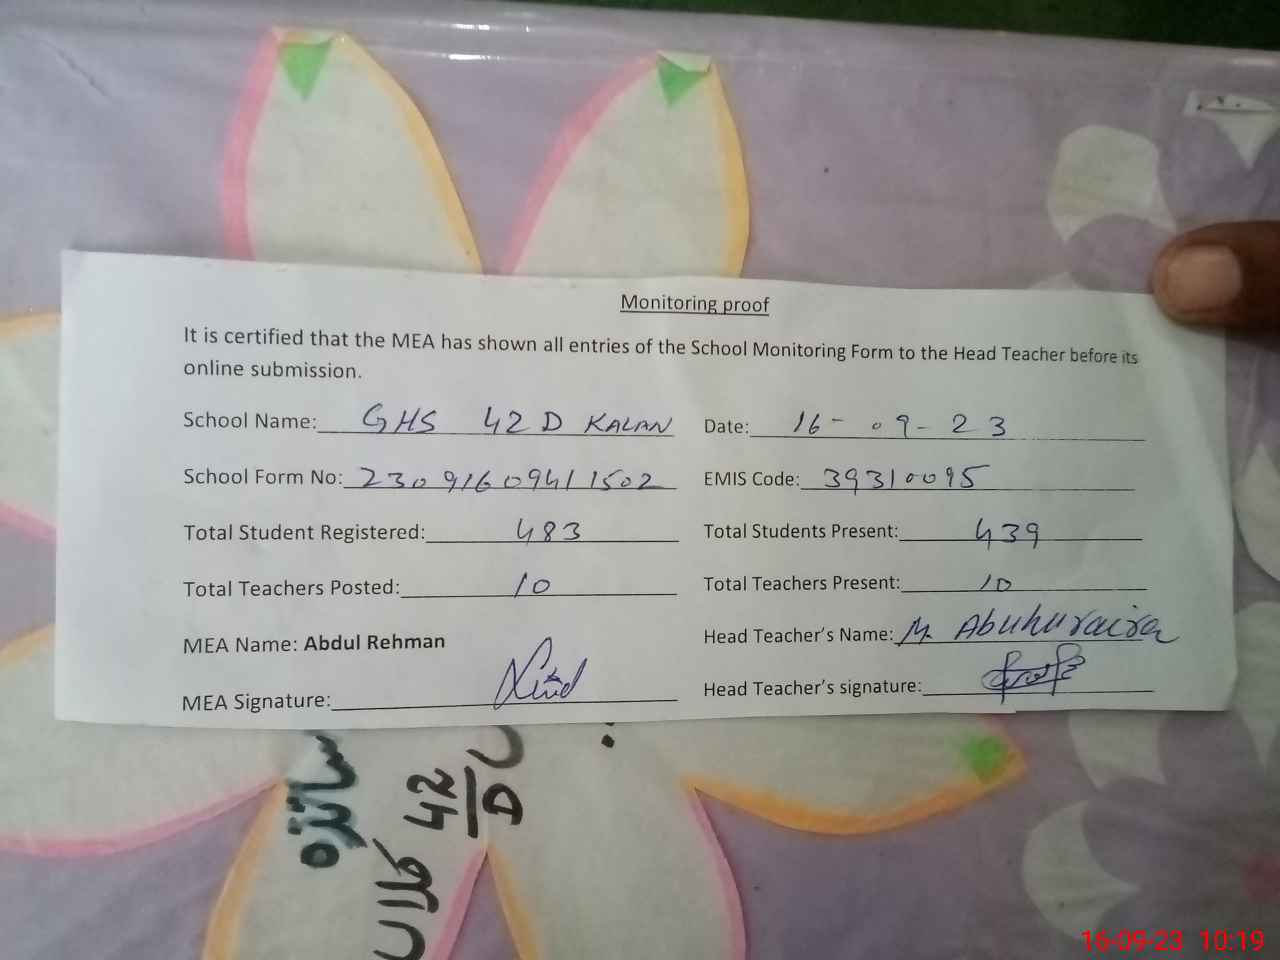 Monitoring proof
It is certified that the MEA has shown all entries of the School Monitoring Form to the Head Teacher before its
online submission.
School Name: GHS 42 D KALAN Date: 16-09-23
School Form No: 23091609411502 EMIS Code: 39310095
Total Student Registered: 483 Total Students Present: 439
Total Teachers Posted: 10 Total Teachers Present: 10
MEA Name: Abdul Rehman Head Teacher's Name: M. Abuhuraira
MEA Signature: Head Teacher's signature:
42
D
کلاں
16-09-23 10:19